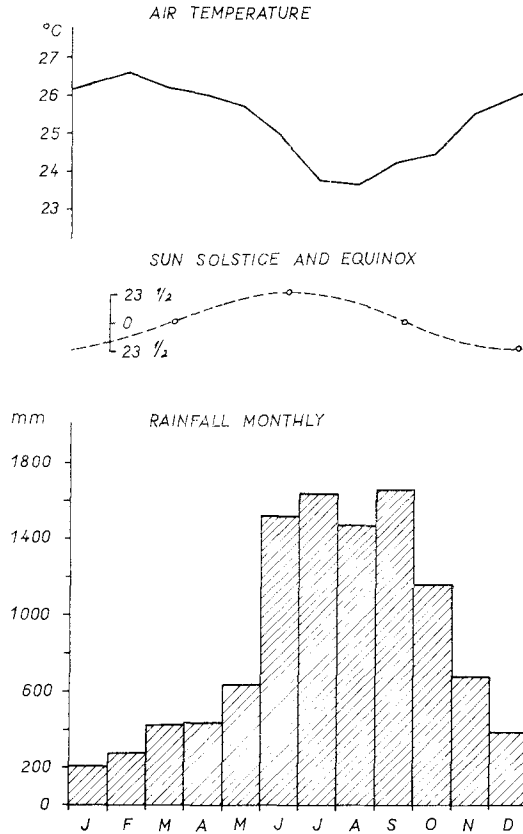 AIR TEMPERATURE
°C
27
26
25
24
23
SUN SOLSTICE AND EQUINOX
23 1/2
0
23 1/2
mm
RAINFALL MONTHLY
1800
1400
1000
600
200
0
J F M A M J J A S O N D